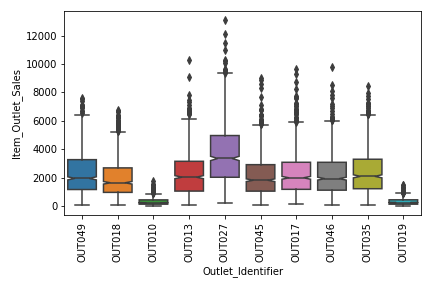 Item_Outlet_Sales
12000
10000
8000
6000
4000
2000
0
OUT049
OUT018
OUT010
OUT013
OUT027
OUT045
OUT017
OUT046
OUT035
OUT019
Outlet_Identifier